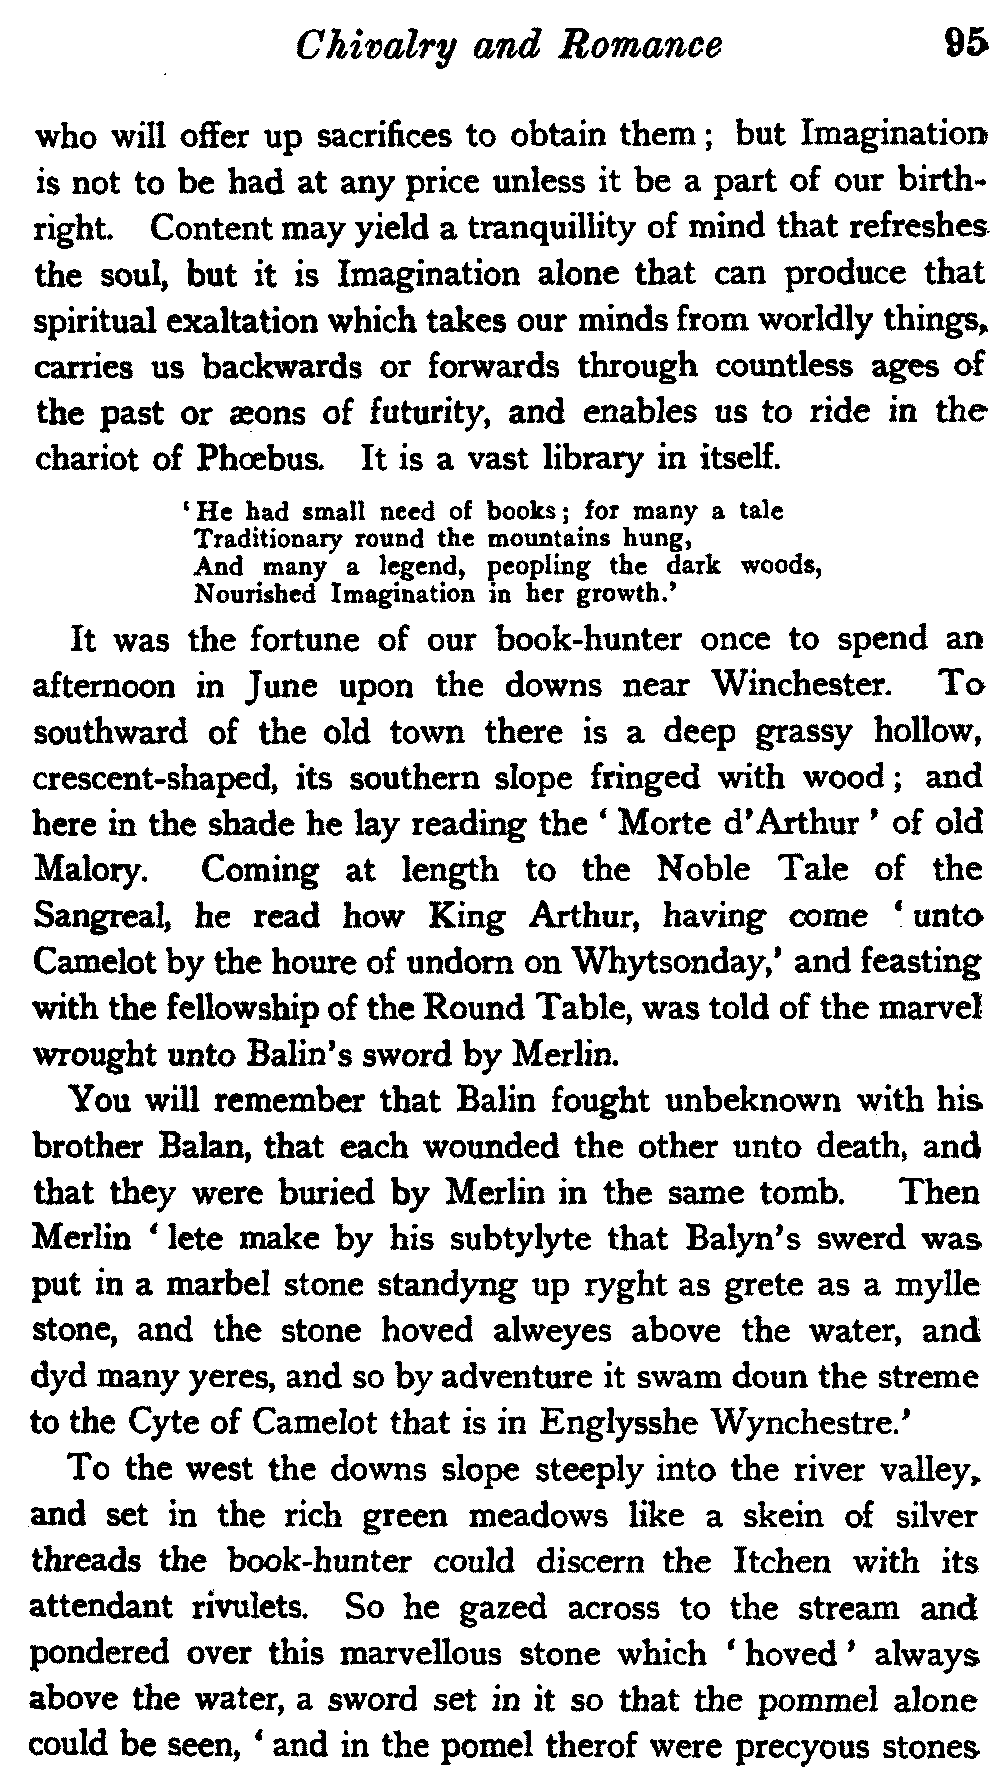 Chivalry and Romance 95
who will offer up sacrifices to obtain them ; but Imagination
is not to be had at any price unless it be a part of our birth-
right. Content may yield a tranquillity of mind that refreshes
the soul, but it is Imagination alone that can produce that
spiritual exaltation which takes our minds from worldly things,
carries us backwards or forwards through countless ages of
the past or æons of futurity, and enables us to ride in the
chariot of Phœbus. It is a vast library in itself.
‘ He had small need of books ; for many a tale
Traditionary round the mountains hung,
And many a legend, peopling the dark woods,
Nourished Imagination in her growth.’
It was the fortune of our book-hunter once to spend an
afternoon in June upon the downs near Winchester. To
southward of the old town there is a deep grassy hollow,
crescent-shaped, its southern slope fringed with wood ; and
here in the shade he lay reading the ‘ Morte d’Arthur ’ of old
Malory. Coming at length to the Noble Tale of the
Sangreal, he read how King Arthur, having come ‘ unto
Camelot by the houre of undorn on Whytsonday,’ and feasting
with the fellowship of the Round Table, was told of the marvel
wrought unto Balin’s sword by Merlin.
You will remember that Balin fought unbeknown with his
brother Balan, that each wounded the other unto death, and
that they were buried by Merlin in the same tomb. Then
Merlin ‘ lete make by his subtylyte that Balyn’s swerd was
put in a marbel stone standyng up ryght as grete as a mylle
stone, and the stone hoved alweyes above the water, and
dyd many yeres, and so by adventure it swam doun the streme
to the Cyte of Camelot that is in Englysshe Wynchestre.’
To the west the downs slope steeply into the river valley,
and set in the rich green meadows like a skein of silver
threads the book-hunter could discern the Itchen with its
attendant rivulets. So he gazed across to the stream and
pondered over this marvellous stone which ‘ hoved ’ always
above the water, a sword set in it so that the pommel alone
could be seen, ‘ and in the pomel therof were precyous stones